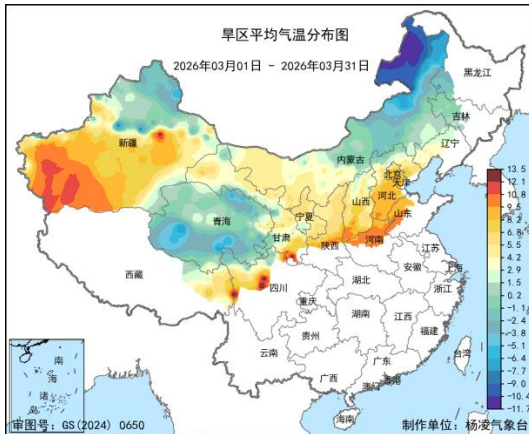 旱区平均气温分布图
2026年03月01日 - 2026年03月31日
黑龙江
吉林
辽宁
新疆
内蒙古
北京
天津
河北
山西
山东
宁夏
青海
甘肃
陕西
河南
江苏
安徽
上海
西藏
四川
湖北
重庆
浙江
湖南
江西
贵州
福建
云南
台湾
广东
广西
香港
澳门
海南
13.5
12.1
10.8
9.5
8.2
6.8
5.5
4.2
2.9
1.5
0.2
-1.1
-2.4
-3.8
-5.1
-6.4
-7.7
-9.0
-10.4
-11.7
南
海
诸
岛
审图号: GS(2024) 0650
制作单位: 杨凌气象台